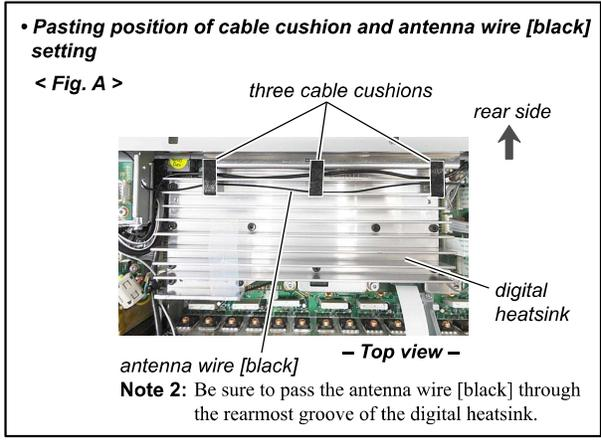 • Pasting position of cable cushion and antenna wire [black]
setting
< Fig. A >
three cable cushions
rear side
digital
heatsink
antenna wire [black]
– Top view –
Note 2: Be sure to pass the antenna wire [black] through
the rearmost groove of the digital heatsink.